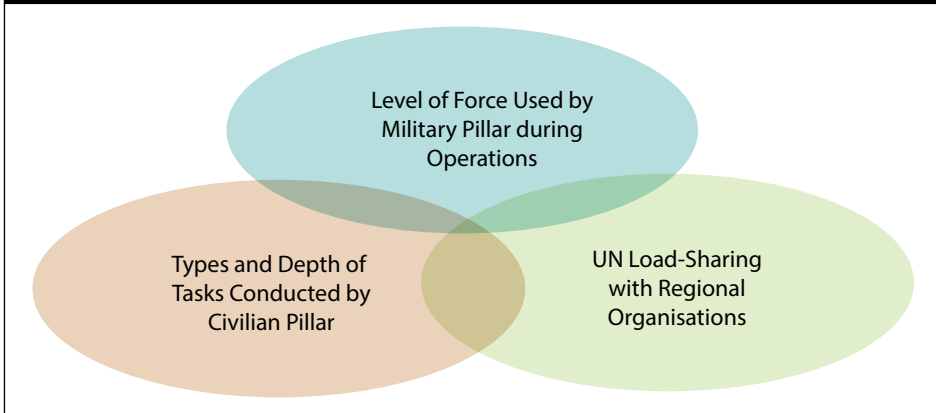 Level of Force Used by
Military Pillar during
Operations
Types and Depth of
Tasks Conducted by
Civilian Pillar
UN Load-Sharing
with Regional
Organisations